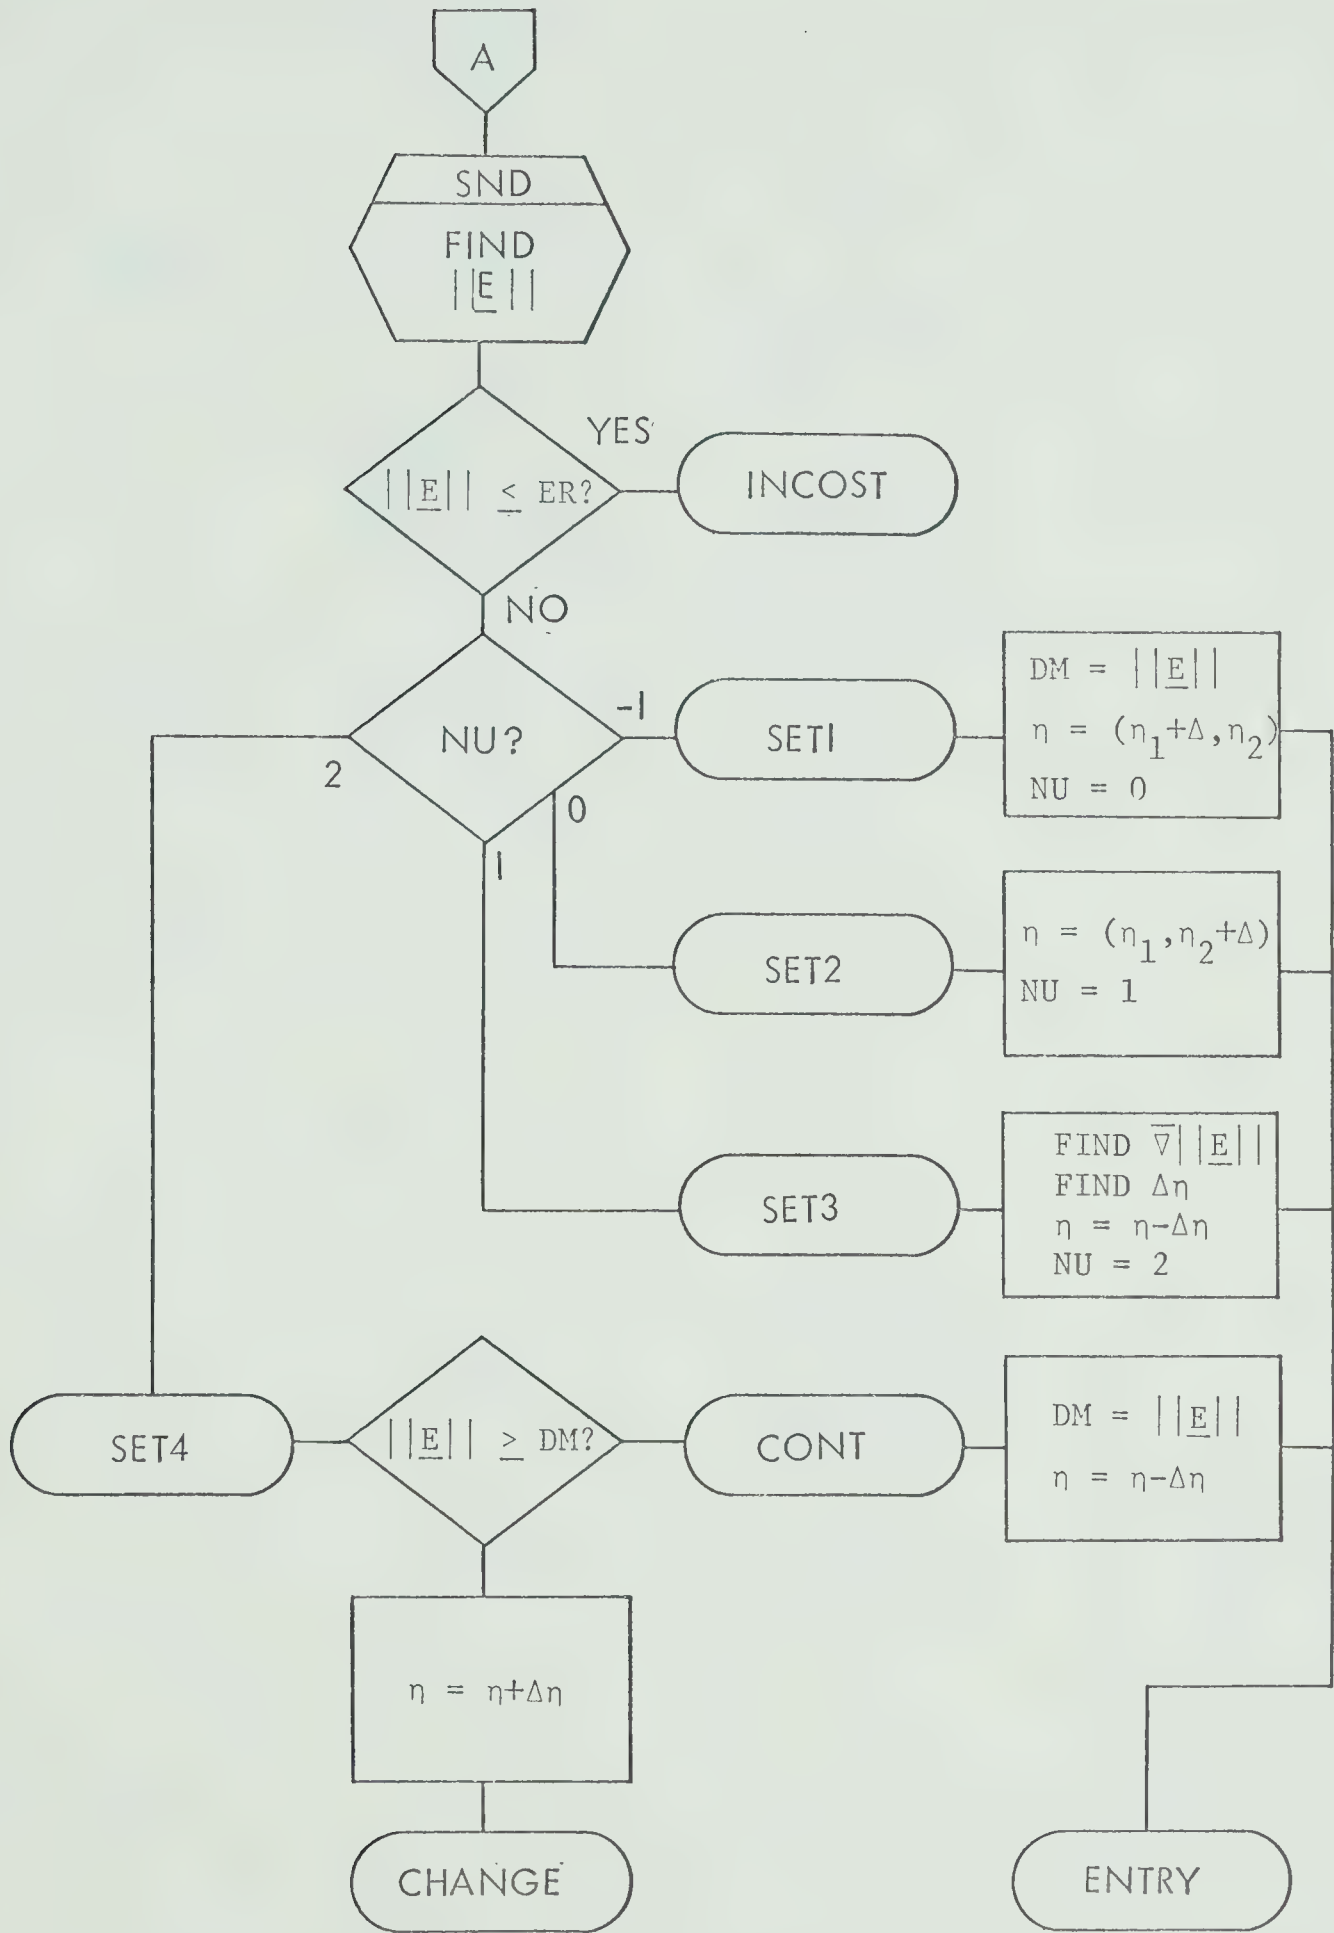 A
SND
FIND
||E||
YES
||E|| ≤ ER?
INCOST
NO
NU?
-1
2
0
1
SET1
DM = ||E||
η = (η₁+Δ,η₂)
NU = 0
SET2
η = (η₁,η₂+Δ)
NU = 1
SET3
FIND ∇||E||
FIND Δη
η = η-Δη
NU = 2
SET4
||E|| ≥ DM?
CONT
DM = ||E||
η = η-Δη
η = η+Δη
CHANGE
ENTRY